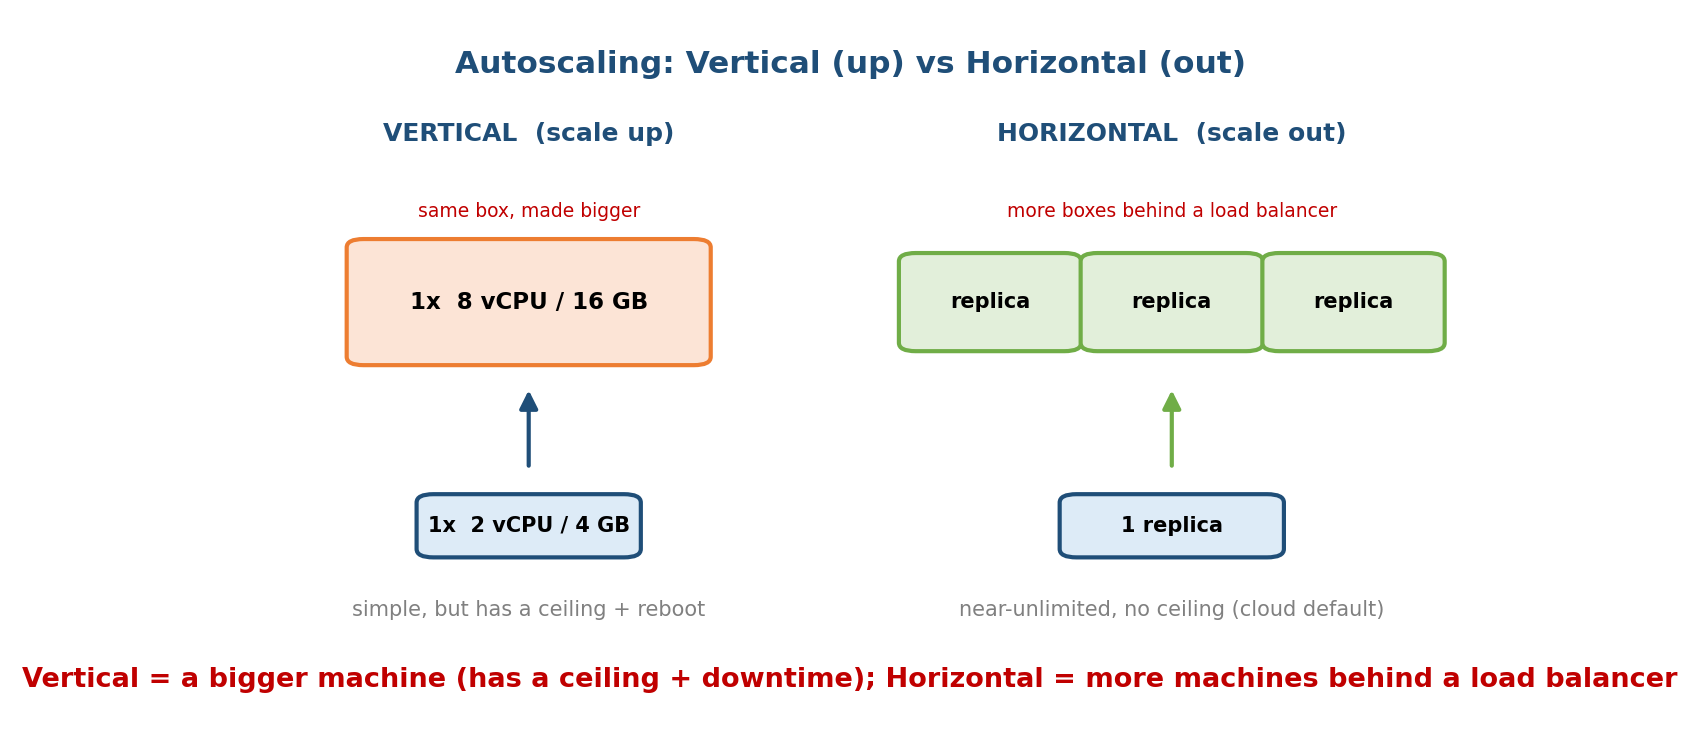 Autoscaling: Vertical (up) vs Horizontal (out)
VERTICAL  (scale up)
same box, made bigger
1x  8 vCPU / 16 GB
1x  2 vCPU / 4 GB
simple, but has a ceiling + reboot
HORIZONTAL  (scale out)
more boxes behind a load balancer
replica
replica
replica
1 replica
near-unlimited, no ceiling (cloud default)
Vertical = a bigger machine (has a ceiling + downtime); Horizontal = more machines behind a load balancer